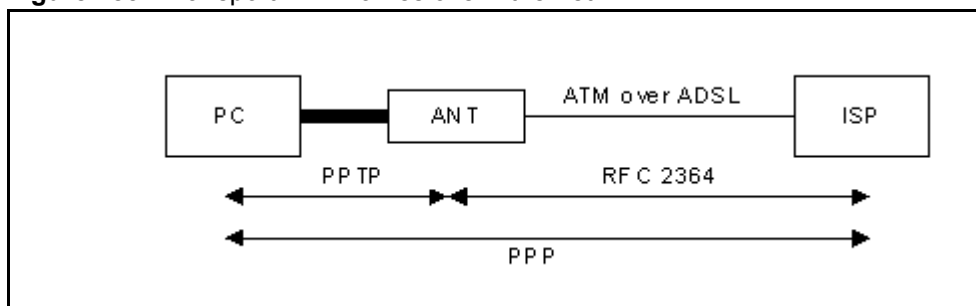 PC
ANT
ATM over ADSL
ISP
PPTP
RFC 2364
PPP